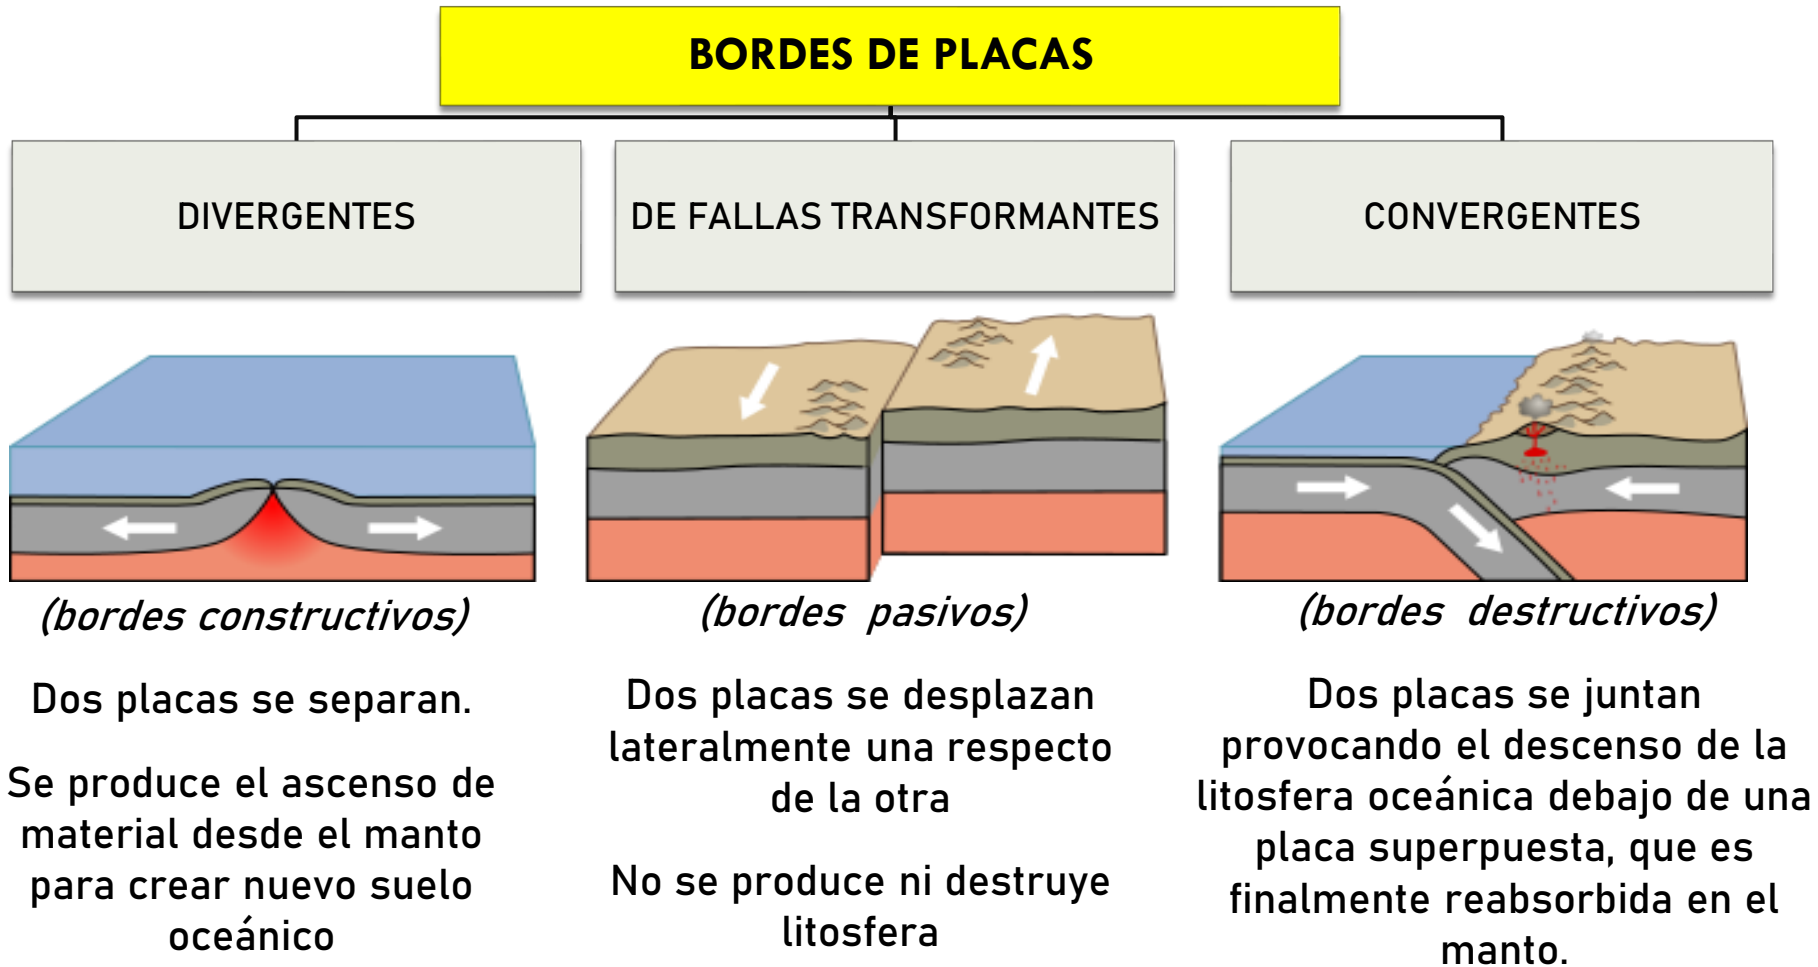 BORDES DE PLACAS
DIVERGENTES
DE FALLAS TRANSFORMANTES
CONVERGENTES
(bordes constructivos)
Dos placas se separan.
Se produce el ascenso de
material desde el manto
para crear nuevo suelo
oceánico
(bordes pasivos)
Dos placas se desplazan
lateralmente una respecto
de la otra
No se produce ni destruye
litosfera
(bordes destructivos)
Dos placas se juntan
provocando el descenso de la
litosfera oceánica debajo de una
placa superpuesta, que es
finalmente reabsorbida en el
manto.